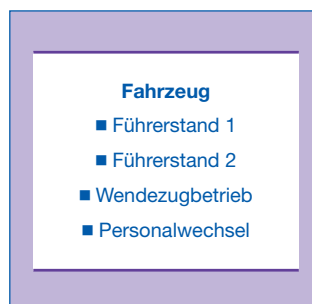 Fahrzeug
■ Führerstand 1
■ Führerstand 2
■ Wendezugbetrieb
■ Personalwechsel